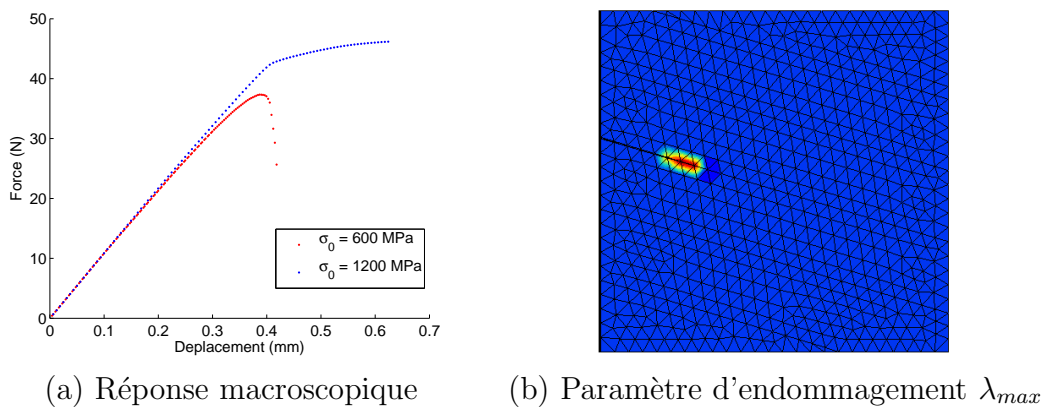 50
40
30
20
10
0
Force (N)
σ0 = 600 MPa
σ0 = 1200 MPa
0 0.1 0.2 0.3 0.4 0.5 0.6 0.7
Deplacement (mm)
(a) Réponse macroscopique
(b) Paramètre d'endommagement λmax